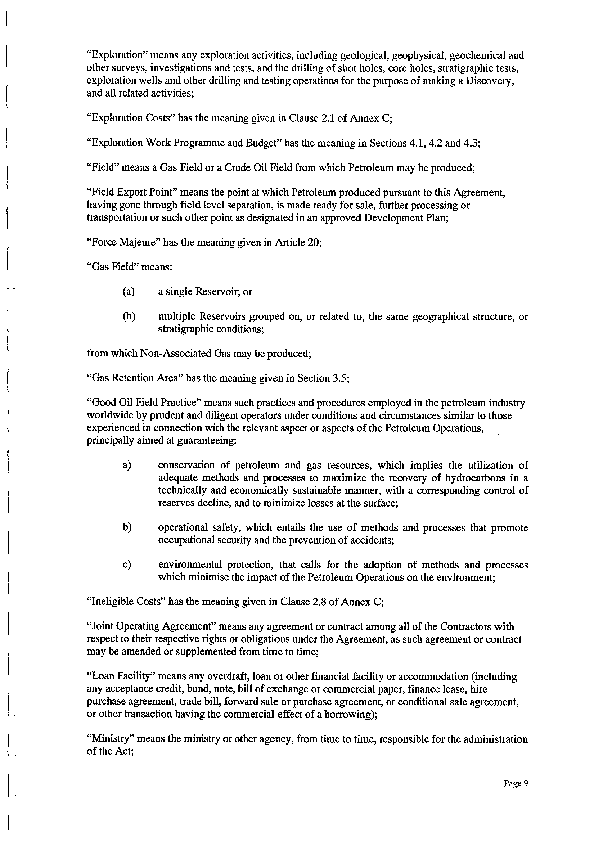 “Exploration” means any exploration activities, including geological, geophysical, geochemical and
other surveys, investigations and tests, and the drilling of shot holes, core holes, stratigraphic tests,
exploration wells and other drilling and testing operations for the purpose of making a Discovery,
and all related activities;
“Exploration Costs” has the meaning given in Clause 2.1 of Annex C;
“Exploration Work Programme and Budget” has the meaning in Sections 4.1, 4.2 and 4.3;
“Field” means a Gas Field or a Crude Oil Field from which Petroleum may be produced;
“Field Export Point” means the point at which Petroleum produced pursuant to this Agreement,
having gone through field level separation, is made ready for sale, further processing or
transportation or such other point as designated in an approved Development Plan;
“Force Majeure” has the meaning given in Article 20;
“Gas Field” means:
(a) a single Reservoir; or
(b) multiple Reservoirs grouped on, or related to, the same geographical structure, or
stratigraphic conditions;
from which Non-Associated Gas may be produced;
“Gas Retention Area” has the meaning given in Section 3.5;
“Good Oil Field Practice” means such practices and procedures employed in the petroleum industry
worldwide by prudent and diligent operators under conditions and circumstances similar to those
experienced in connection with the relevant aspect or aspects of the Petroleum Operations,
principally aimed at guaranteeing:
a) conservation of petroleum and gas resources, which implies the utilization of
adequate methods and processes to maximize the recovery of hydrocarbons in a
technically and economically sustainable manner, with a corresponding control of
reserves decline, and to minimize losses at the surface;
b) operational safety, which entails the use of methods and processes that promote
occupational security and the prevention of accidents;
c) environmental protection, that calls for the adoption of methods and processes
which minimise the impact of the Petroleum Operations on the environment;
“Ineligible Costs” has the meaning given in Clause 2.8 of Annex C;
“Joint Operating Agreement” means any agreement or contract among all of the Contractors with
respect to their respective rights or obligations under the Agreement, as such agreement or contract
may be amended or supplemented from time to time;
“Loan Facility” means any overdraft, loan or other financial facility or accommodation (including
any acceptance credit, bond, note, bill of exchange or commercial paper, finance lease, hire
purchase agreement, trade bill, forward sale or purchase agreement, or conditional sale agreement,
or other transaction having the commercial effect of a borrowing);
“Ministry” means the ministry or other agency, from time to time, responsible for the administration
of the Act;
Page 9